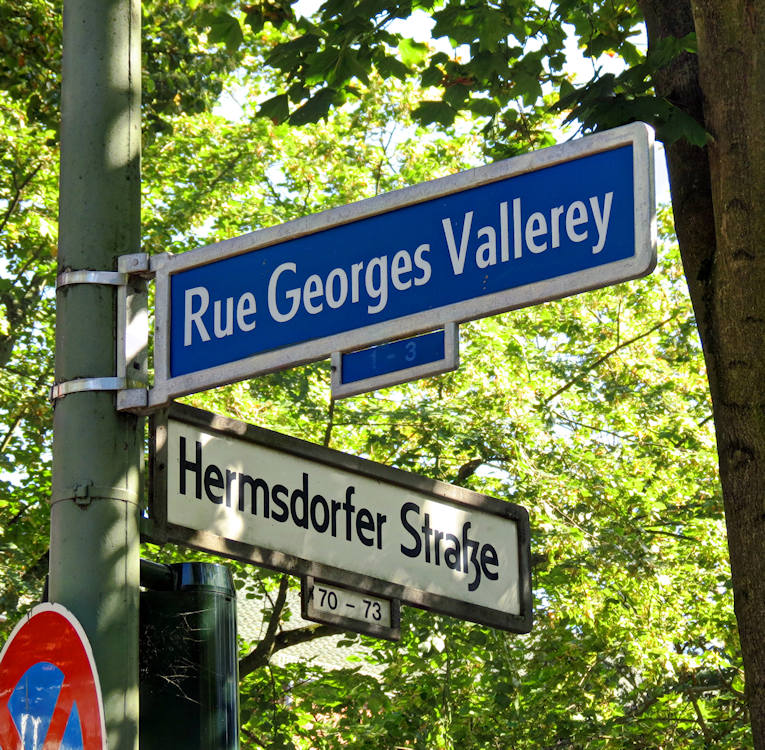 Rue Georges Vallerey
1 - 3
Hermsdorfer Straße
70 - 73